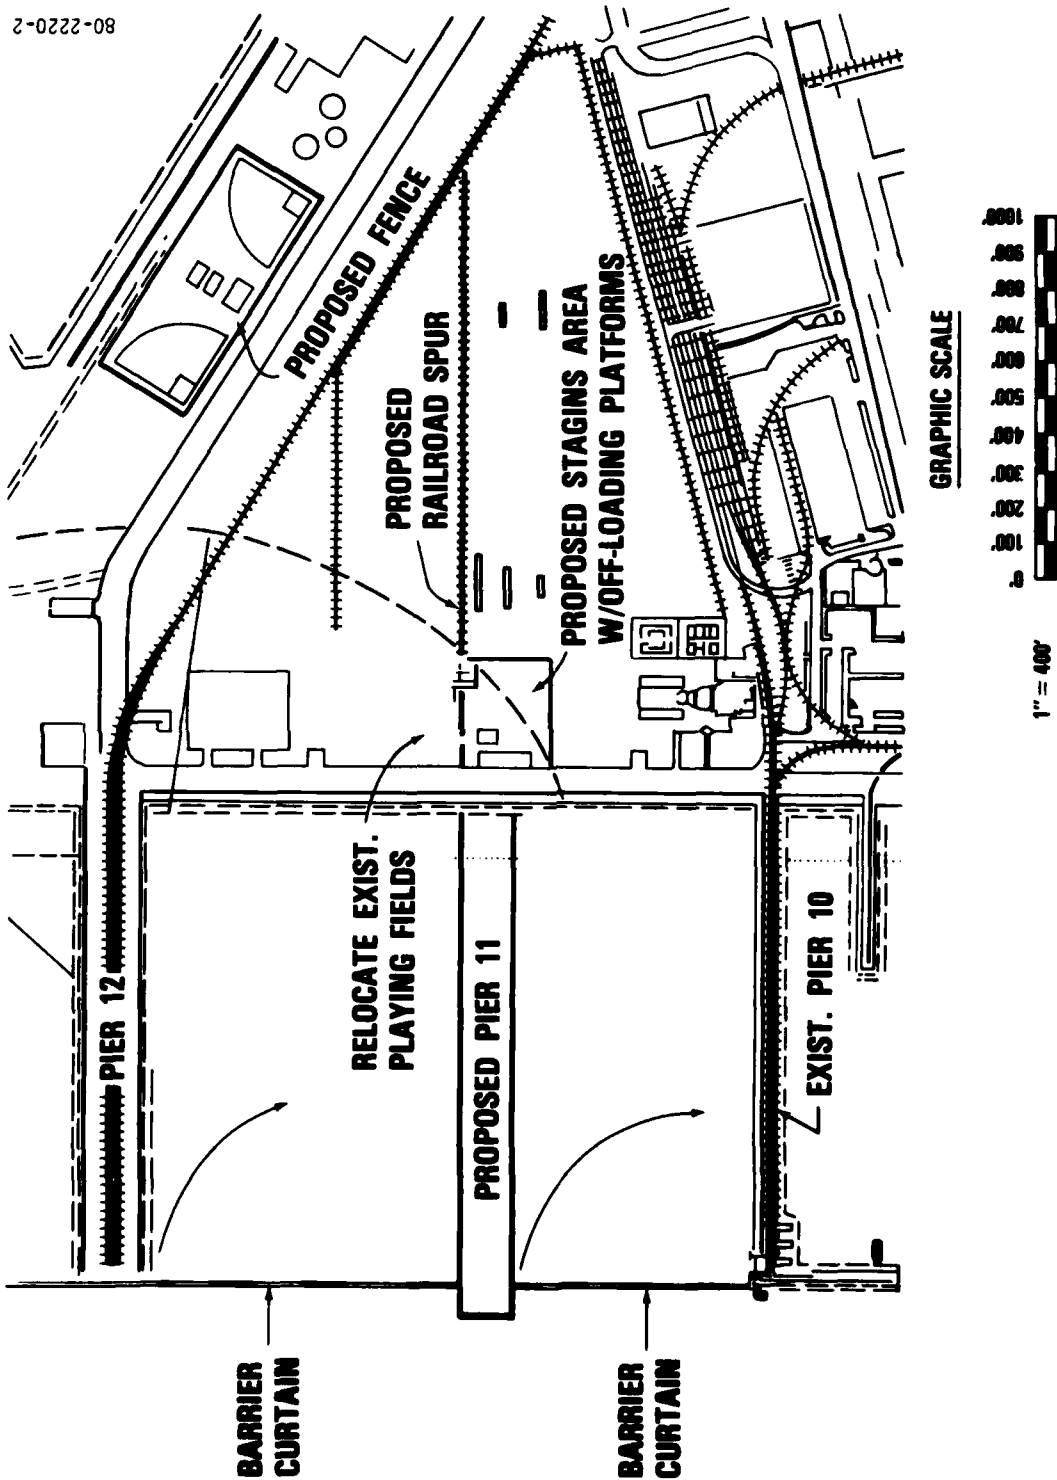 80-2220-2
PROPOSED FENCE
PROPOSED
RAILROAD SPUR
PROPOSED STAGINS AREA
W/OFF-LOADING PLATFORMS
PIER 12
RELOCATE EXIST.
PLAYING FIELDS
PROPOSED PIER 11
EXIST. PIER 10
BARRIER
CURTAIN
BARRIER
CURTAIN
GRAPHIC SCALE
0' 100' 200' 300' 400' 500' 600' 700' 800' 900' 1000'
1" = 400'